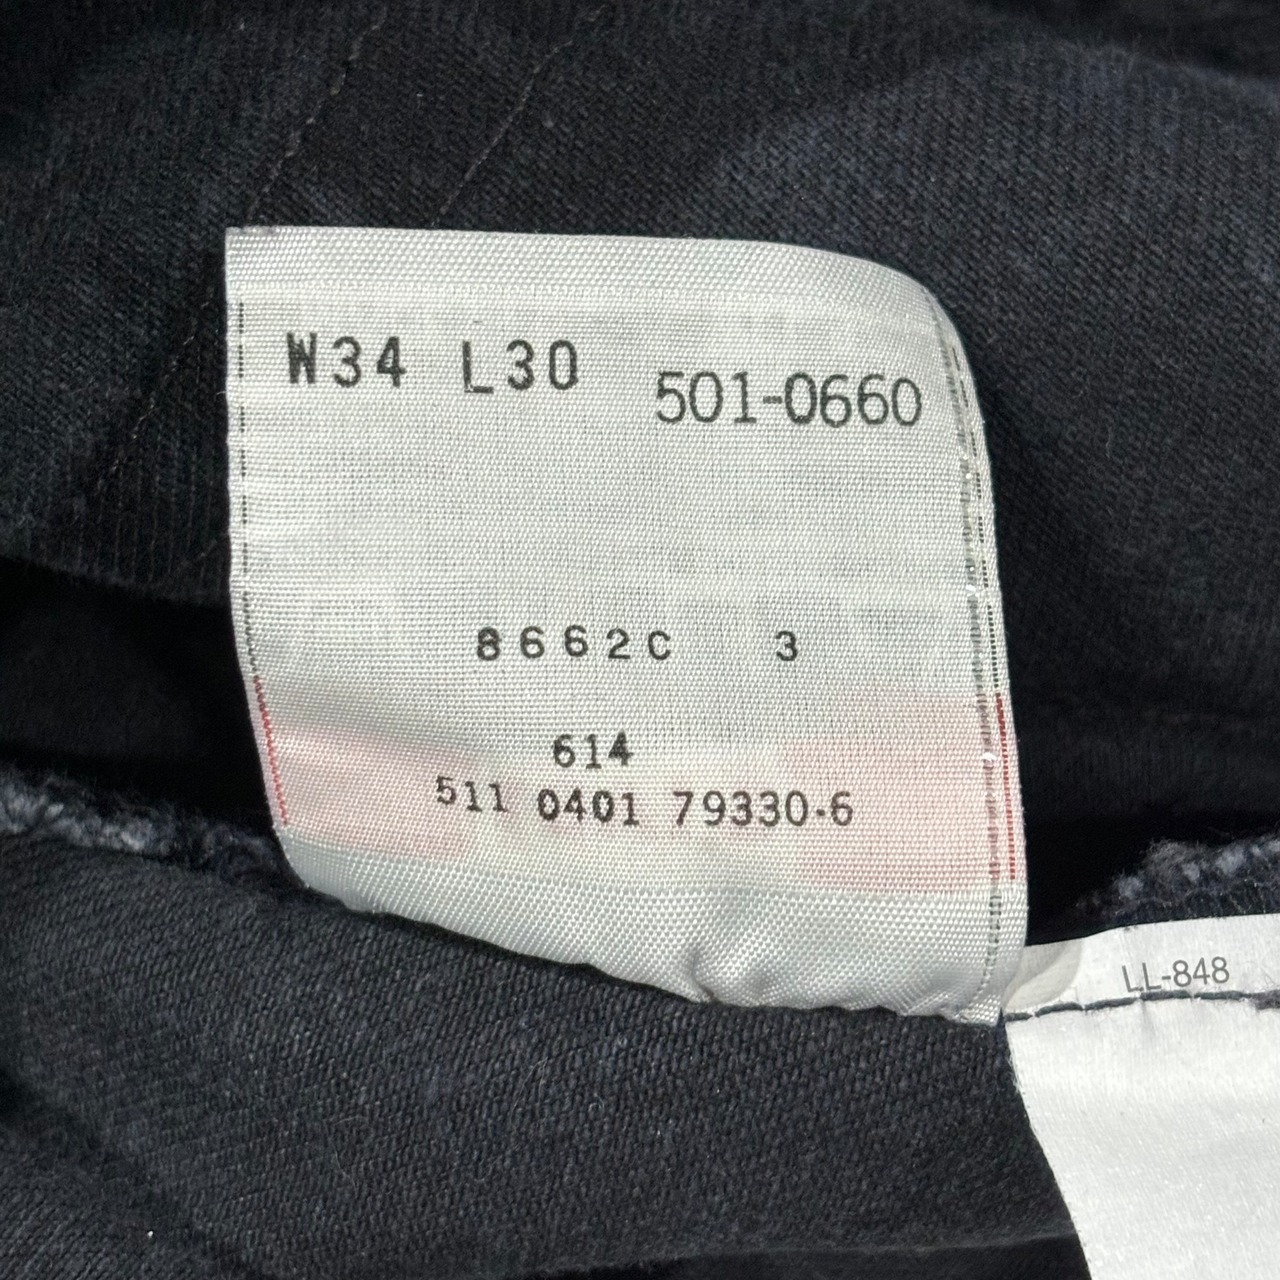 W34 L30 501-0660
8662C 3
614
511 0401 79330-6
LL-848